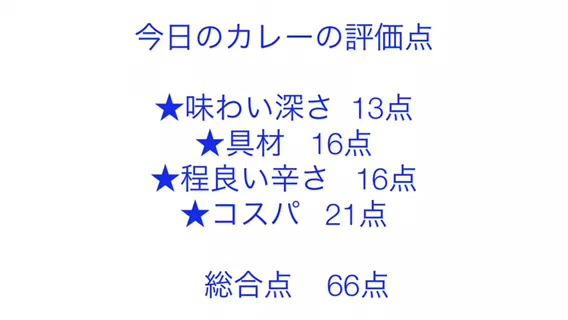 今日のカレーの評価点
★味わい深さ 13点
★具材 16点
★程良い辛さ 16点
★コスパ 21点
総合点 66点